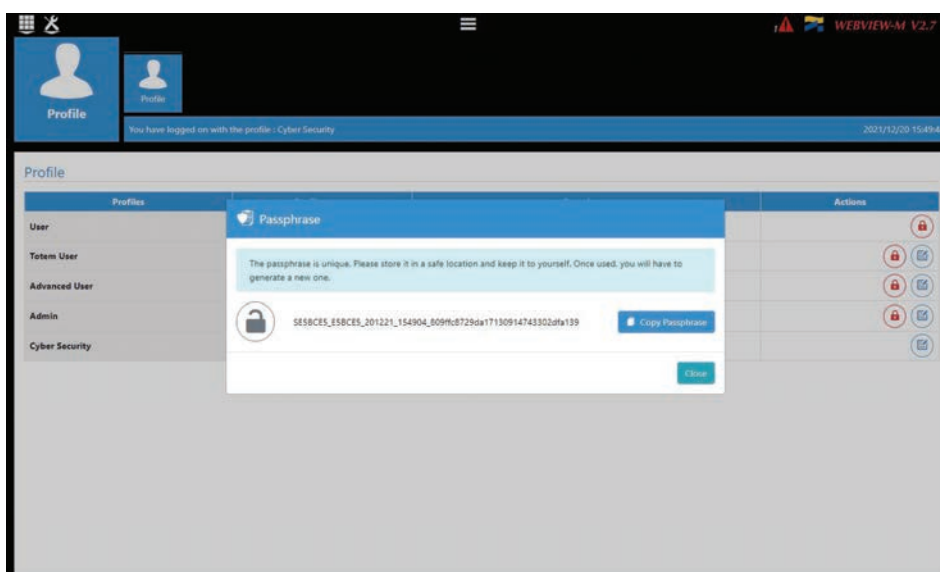 1
WEBVIEW-M V2.7
Profile
Profile
You have logged on with the profile : Cyber Security
2021/12/20 15:49:4
Profile
Profiles
Actions
User
Totem User
Advanced User
Admin
Cyber Security
Passphrase
The passphrase is unique. Please store it in a safe location and keep it to yourself. Once used, you will have to
generate a new one.
Copy Passphrase
Close